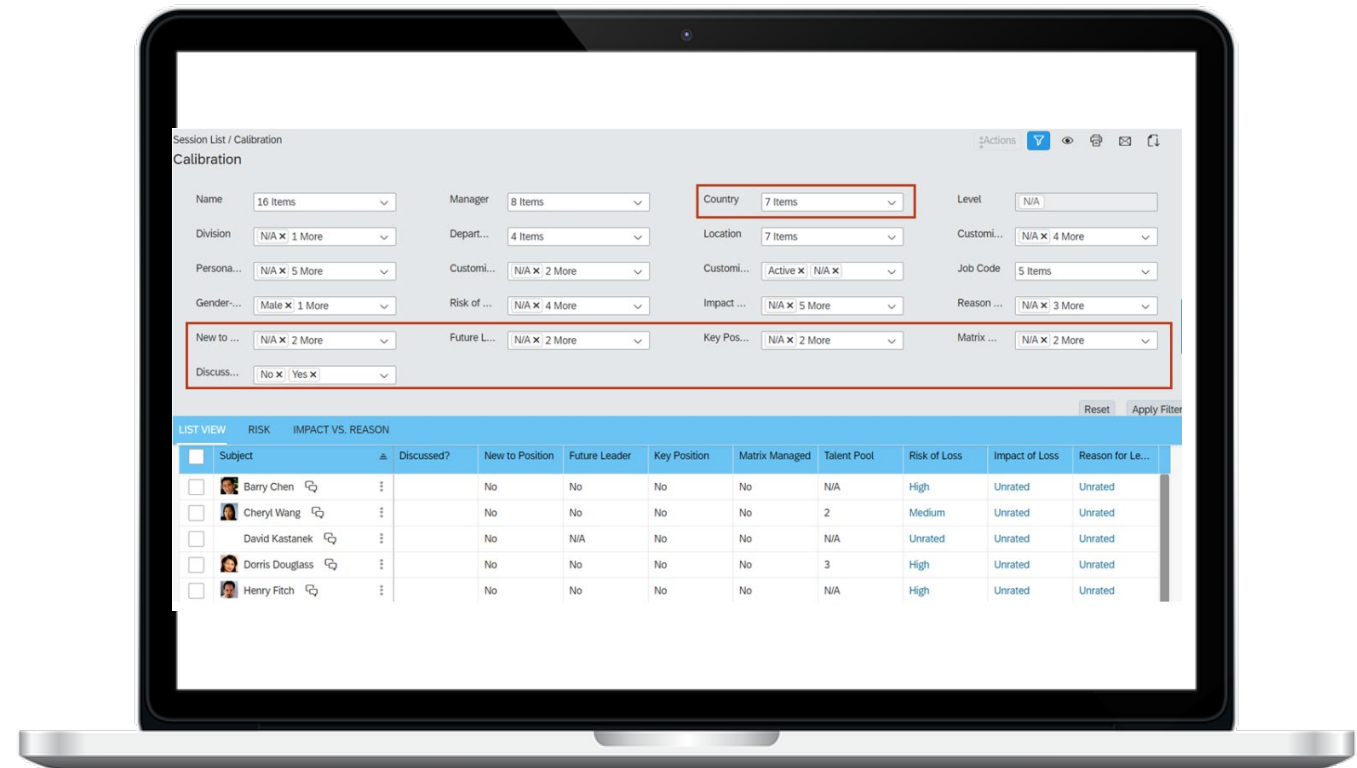 Session List / Calibration
Actions
Calibration
Name 16 Items Manager 8 Items Country 7 Items Level N/A
Division N/A × 1 More Depart... 4 Items Location 7 Items Customi... N/A × 4 More
Persona... N/A × 5 More Customi... N/A × 2 More Customi... Active × N/A × Job Code 5 Items
Gender-... Male × 1 More Risk of ... N/A × 4 More Impact ... N/A × 5 More Reason ... N/A × 3 More
New to ... N/A × 2 More Future L... N/A × 2 More Key Pos... N/A × 2 More Matrix ... N/A × 2 More
Discuss... No × Yes ×
Reset Apply Filter
LIST VIEW RISK IMPACT VS. REASON
Subject Discussed? New to Position Future Leader Key Position Matrix Managed Talent Pool Risk of Loss Impact of Loss Reason for Le...
Barry Chen No No No No N/A High Unrated Unrated
Cheryl Wang No No No No 2 Medium Unrated Unrated
David Kastanek No N/A No No N/A Unrated Unrated Unrated
Dorris Douglass No No No No 3 High Unrated Unrated
Henry Fitch No No No No N/A High Unrated Unrated